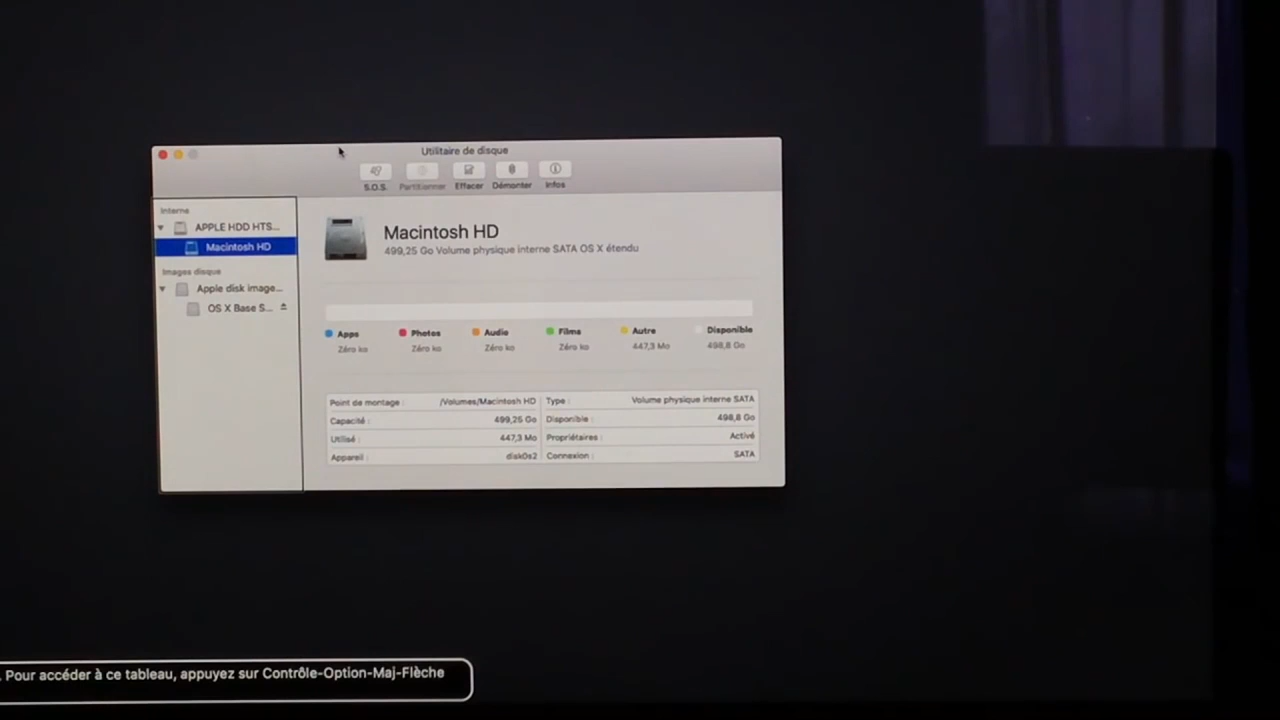 Utilitaire de disque
S.O.S. Partitionner Effacer Démonter Infos
Interne
APPLE HDD HTS...
Macintosh HD
Images disque
Apple disk image...
OS X Base S...
Macintosh HD
499,25 Go Volume physique interne SATA OS X étendu
Apps Photos Audio Films Autre Disponible
Zéro ko Zéro ko Zéro ko Zéro ko 447,3 Mo 498,8 Go
Point de montage : /Volumes/Macintosh HD Type : Volume physique interne SATA
Capacité : 499,25 Go Disponible : 498,8 Go
Utilisé : 447,3 Mo Propriétaires : Activé
Appareil : disk0s2 Connexion : SATA
. Pour accéder à ce tableau, appuyez sur Contrôle-Option-Maj-Flèche